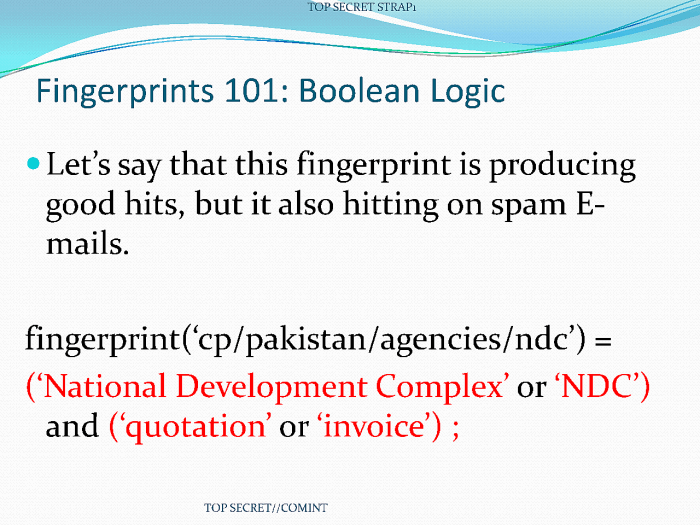 TOP SECRET STRAP1
Fingerprints 101: Boolean Logic
• Let’s say that this fingerprint is producing
good hits, but it also hitting on spam E-
mails.
fingerprint(‘cp/pakistan/agencies/ndc’) =
(‘National Development Complex’ or ‘NDC’)
and (‘quotation’ or ‘invoice’) ;
TOP SECRET//COMINT